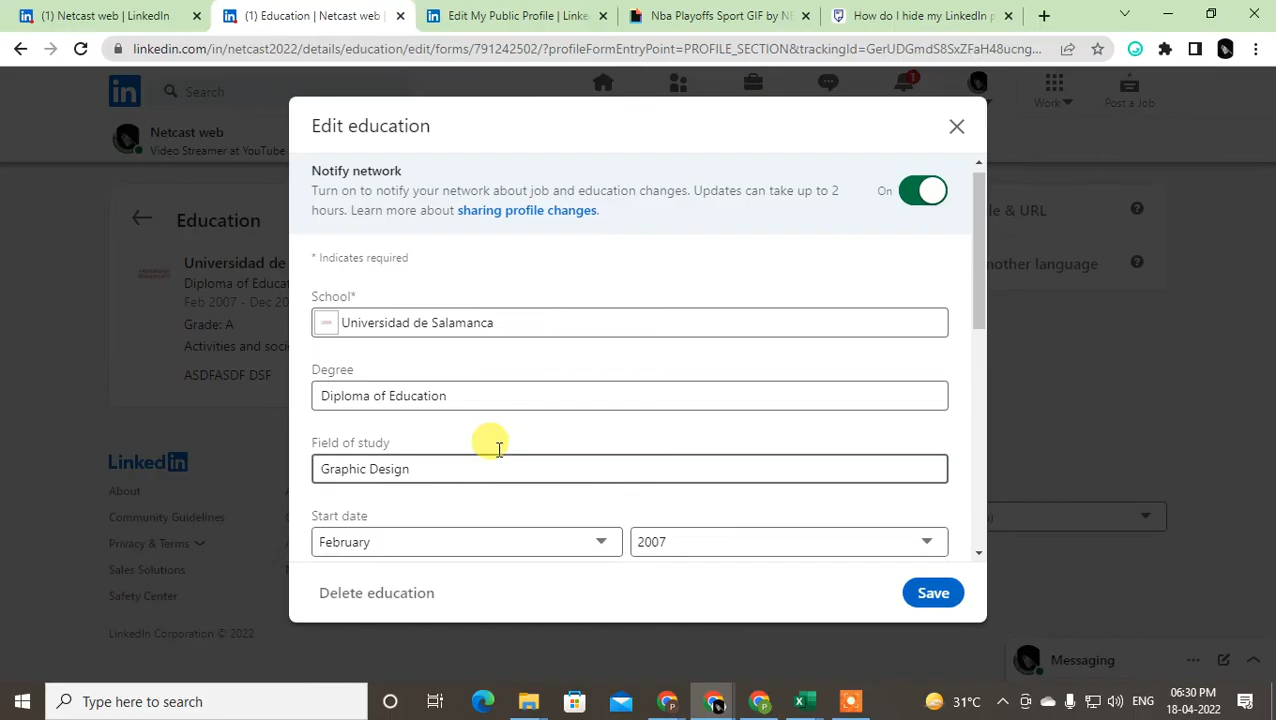 (1) Netcast web | LinkedIn
(1) Education | Netcast web |
Edit My Public Profile | Linke
Nba Playoffs Sport GIF by NE
How do I hide my LinkedIn p
linkedin.com/in/netcast2022/details/education/edit/forms/791242502/?profileFormEntryPoint=PROFILE_SECTION&trackingId=GerUDGmdS8SxZFaH48ucng...
in
Search
1
Work
Post a Job
Netcast web
Video Streamer at YouTube
Edit education
Notify network
Turn on to notify your network about job and education changes. Updates can take up to 2
hours. Learn more about sharing profile changes.
On
Education
le & URL
Universidad de
Diploma of Educa
Feb 2007 - Dec 20
nother language
Grade: A
Activities and soci
ASDFASDF DSF
* Indicates required
School*
Universidad de Salamanca
Degree
Diploma of Education
Field of study
Graphic Design
Start date
February
2007
Delete education
Save
LinkedIn
About
Community Guidelines
Privacy & Terms
Sales Solutions
Safety Center
LinkedIn Corporation © 2022
Messaging
Type here to search
31°C
ENG
06:30 PM
18-04-2022